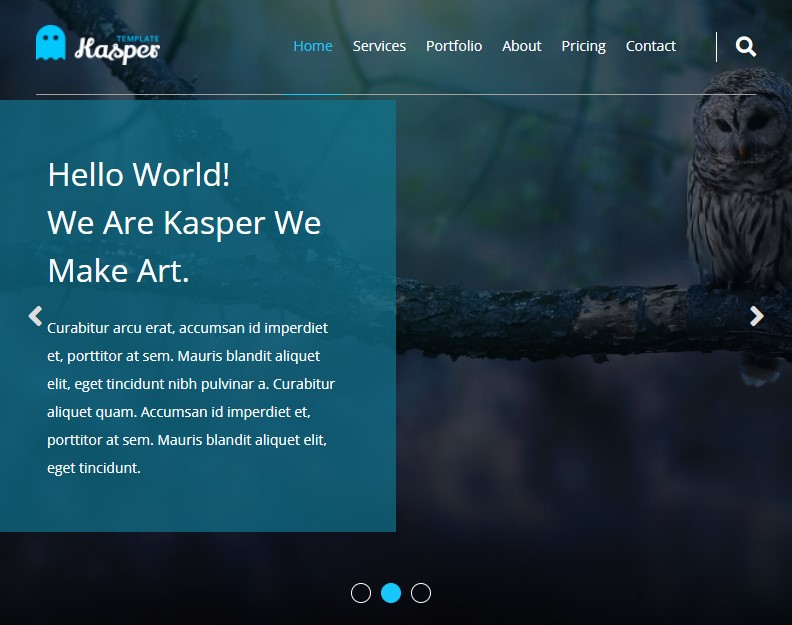 TEMPLATE
Kasper
Home Services Portfolio About Pricing Contact
Hello World!
We Are Kasper We
Make Art.
Curabitur arcu erat, accumsan id imperdiet
et, porttitor at sem. Mauris blandit aliquet
elit, eget tincidunt nibh pulvinar a. Curabitur
aliquet quam. Accumsan id imperdiet et,
porttitor at sem. Mauris blandit aliquet elit,
eget tincidunt.